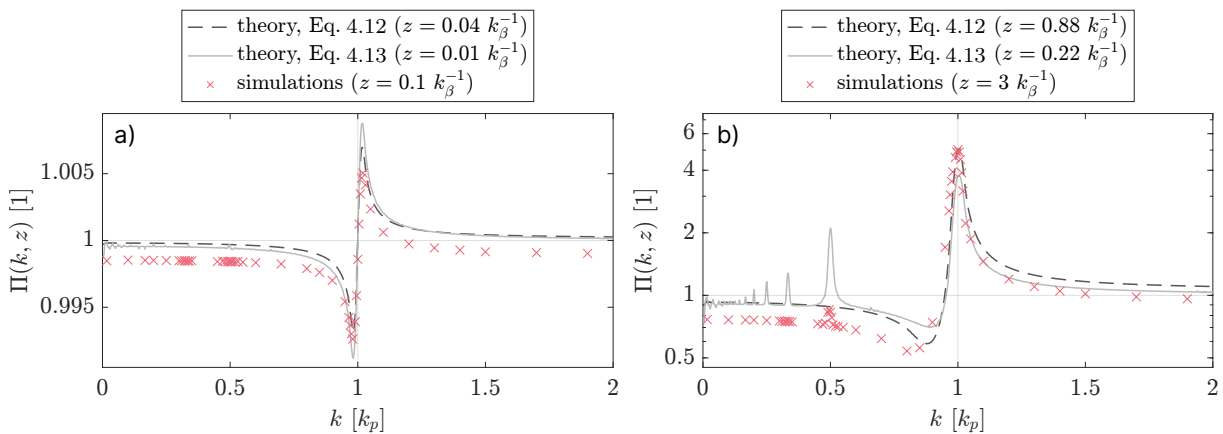 theory, Eq. 4.12 (z = 0.04 k_β^{-1})
theory, Eq. 4.13 (z = 0.01 k_β^{-1})
simulations (z = 0.1 k_β^{-1})
a)
1.005
1
0.995
Π(k, z) [1]
0 0.5 1 1.5 2
k [k_p]
theory, Eq. 4.12 (z = 0.88 k_β^{-1})
theory, Eq. 4.13 (z = 0.22 k_β^{-1})
simulations (z = 3 k_β^{-1})
b)
6
4
2
1
0.5
Π(k, z) [1]
0 0.5 1 1.5 2
k [k_p]